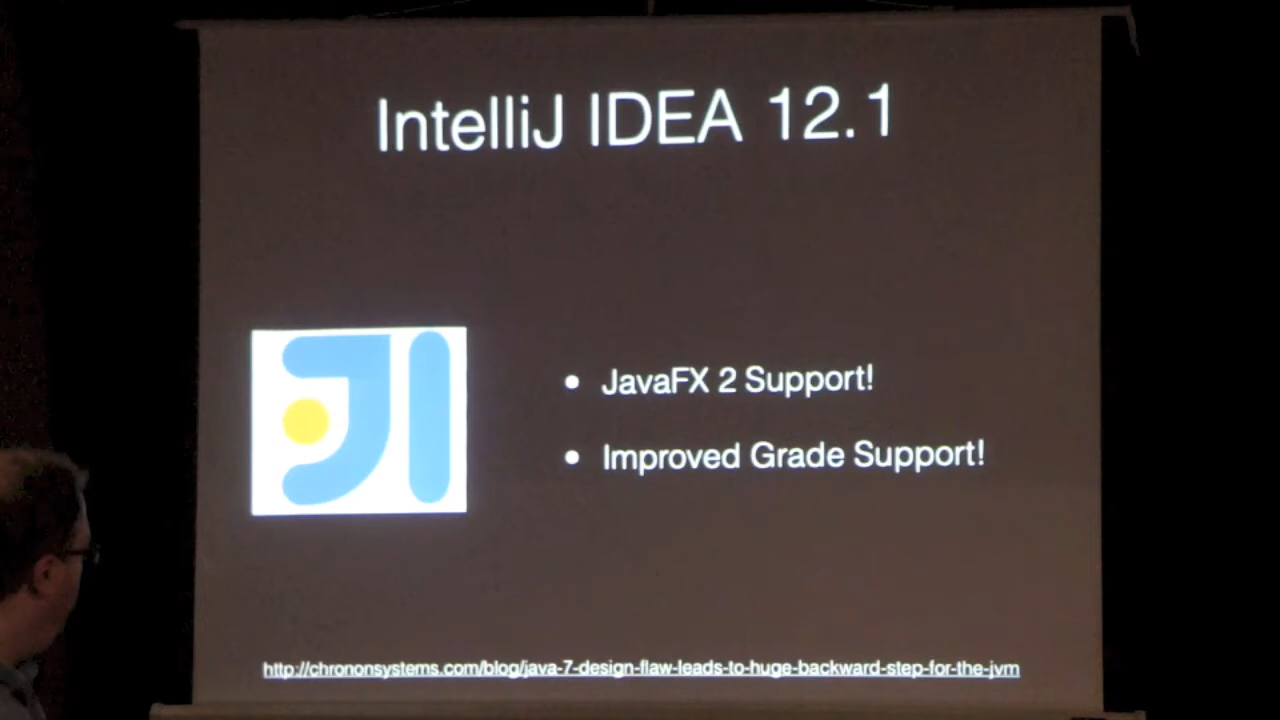 IntelliJ IDEA 12.1
JI
• JavaFX 2 Support!
• Improved Grade Support!
http://chrononsystems.com/blog/java-7-design-flaw-leads-to-huge-backward-step-for-the-jvm